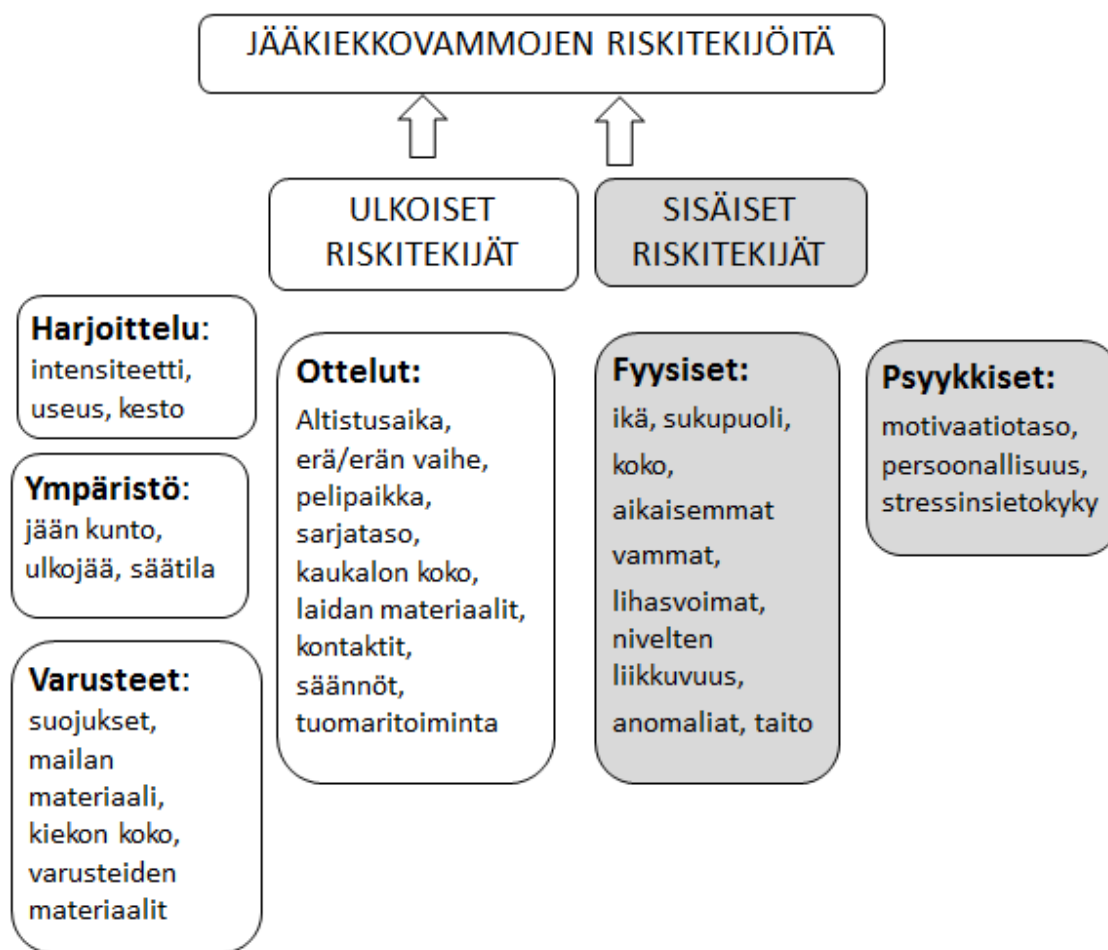 JÄÄKIEKKOVAMMOJEN RISKITEKIJÖITÄ
ULKOISET
RISKITEKIJÄT
SISÄISET
RISKITEKIJÄT
Harjoittelu:
intensiteetti,
useus, kesto
Ympäristö:
jään kunto,
ulkojää, säätila
Varusteet:
suojukset,
mailan
materiaali,
kiekon koko,
varusteiden
materiaalit
Ottelut:
Altistusaika,
erä/erän vaihe,
pelipaikka,
sarjataso,
kaukalon koko,
laidan materiaalit,
kontaktit,
säännöt,
tuomaritoiminta
Fyysiset:
ikä, sukupuoli,
koko,
aikaisemmat
vammat,
lihasvoimat,
nivelten
liikkuvuus,
anomaliat, taito
Psyykkiset:
motivaatiotaso,
persoonallisuus,
stressinsietokyky